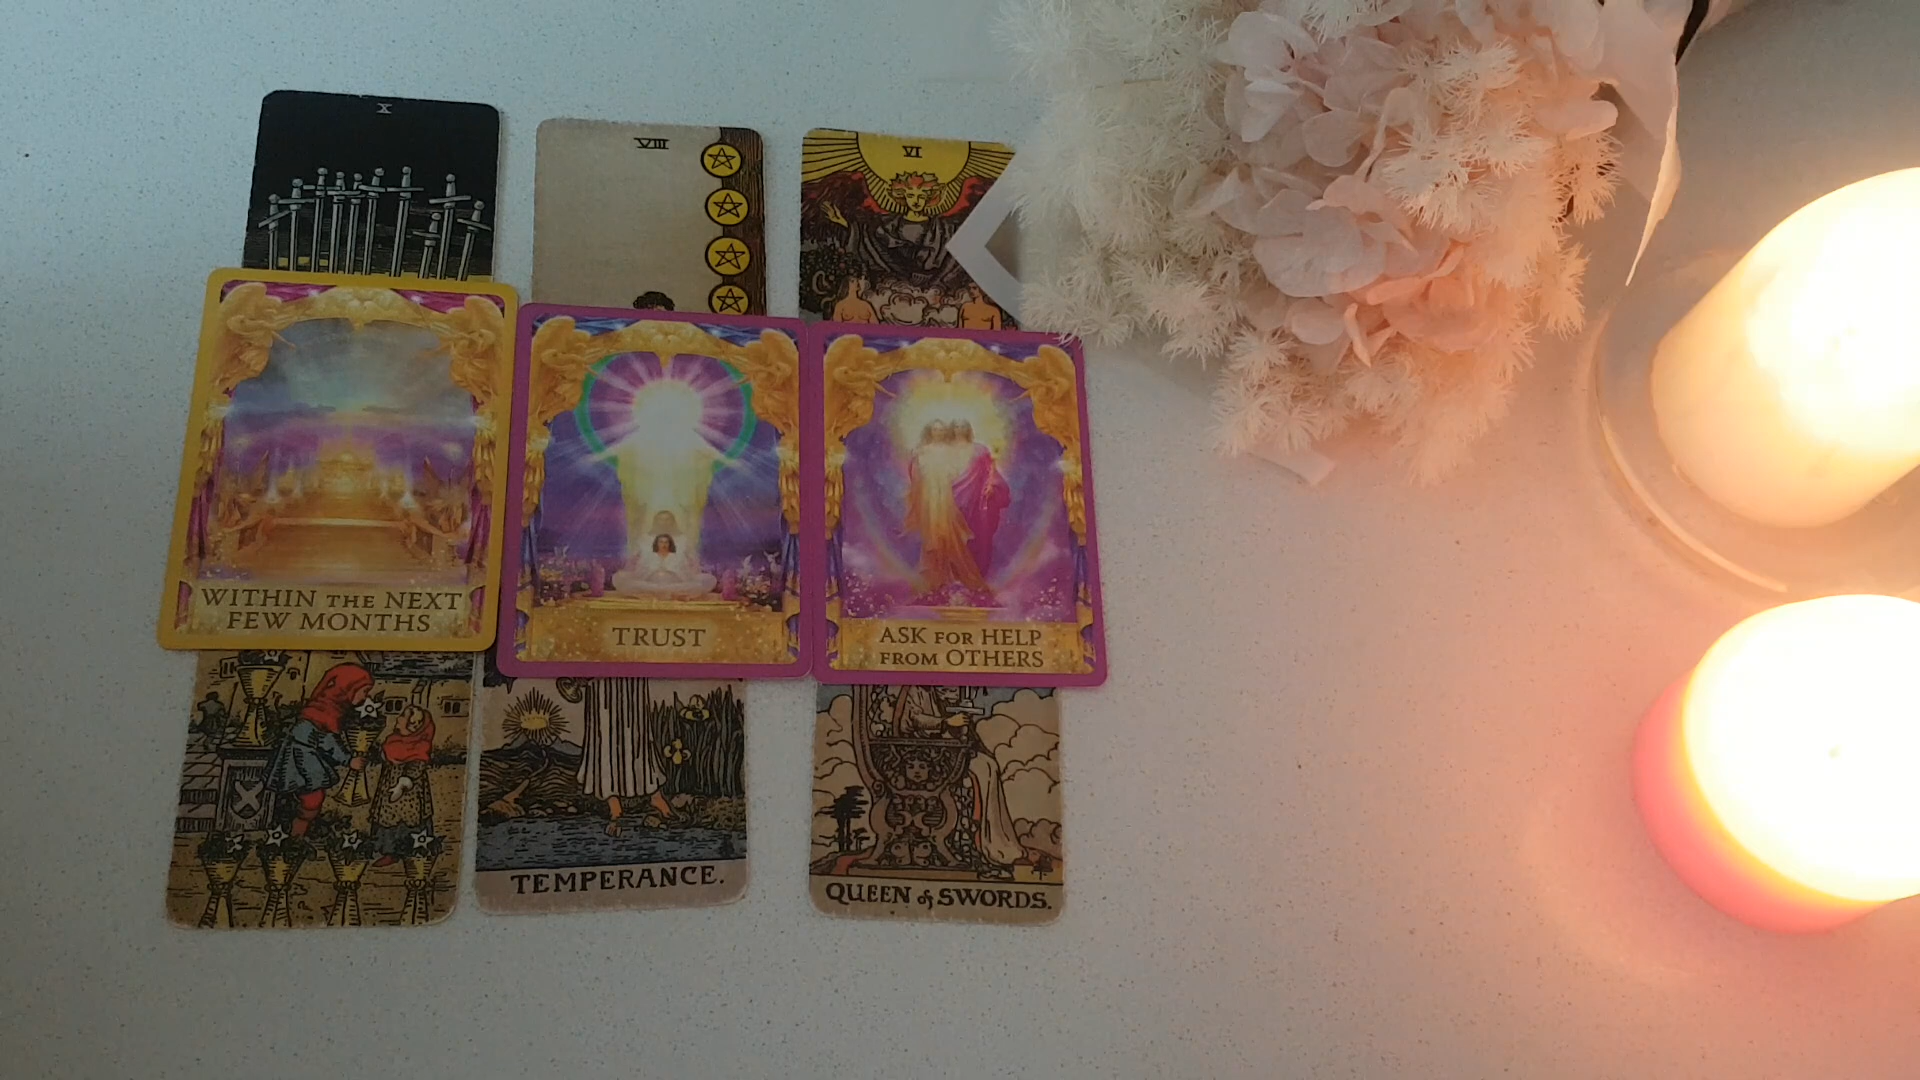 X
VIII
VI
WITHIN THE NEXT
FEW MONTHS
TRUST
ASK FOR HELP
FROM OTHERS
TEMPERANCE.
QUEEN of SWORDS.